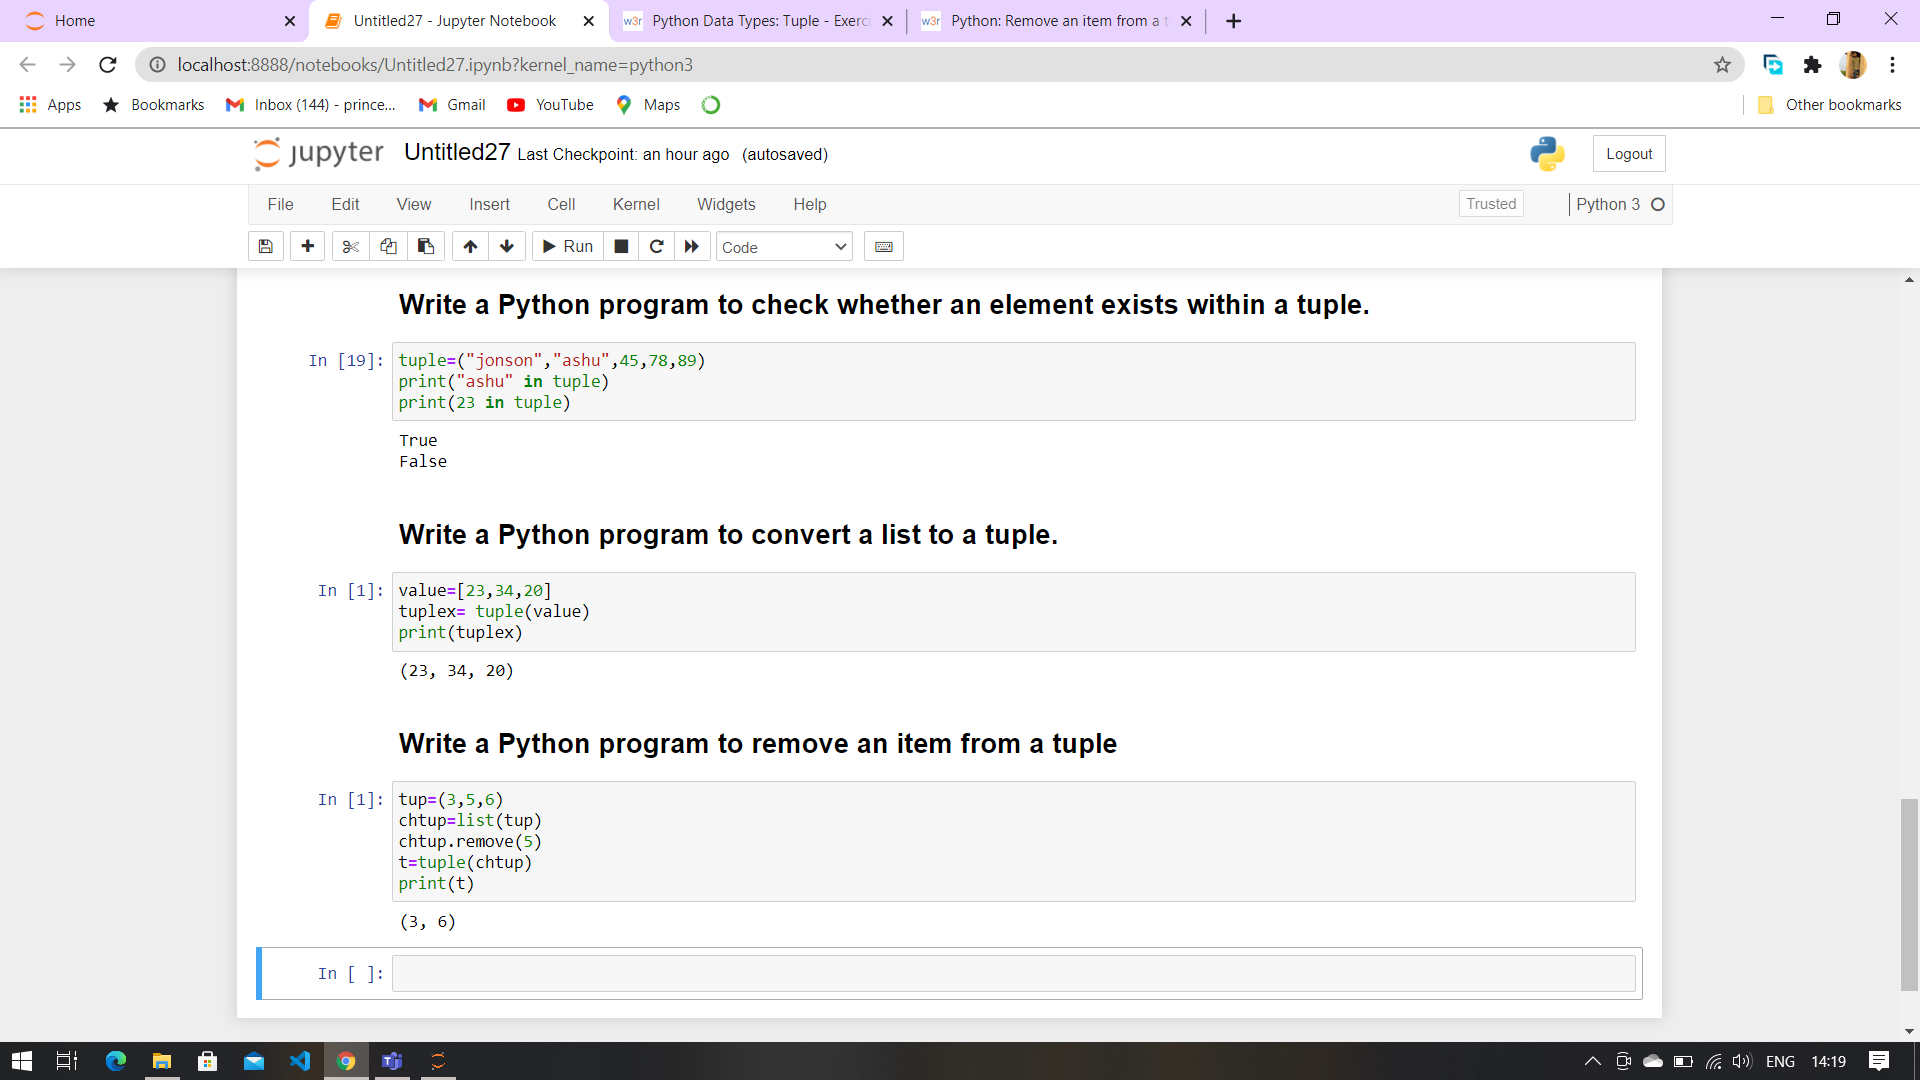 Home
Untitled27 - Jupyter Notebook
w3r Python Data Types: Tuple - Exerci
w3r Python: Remove an item from a t
localhost:8888/notebooks/Untitled27.ipynb?kernel_name=python3
Apps Bookmarks Inbox (144) - prince... Gmail YouTube Maps Other bookmarks
jupyter Untitled27 Last Checkpoint: an hour ago (autosaved) Logout
File Edit View Insert Cell Kernel Widgets Help Trusted Python 3
Run Code
Write a Python program to check whether an element exists within a tuple.
In [19]: tuple=("jonson","ashu",45,78,89)
print("ashu" in tuple)
print(23 in tuple)
True
False
Write a Python program to convert a list to a tuple.
In [1]: value=[23,34,20]
tuplex= tuple(value)
print(tuplex)
(23, 34, 20)
Write a Python program to remove an item from a tuple
In [1]: tup=(3,5,6)
chtup=list(tup)
chtup.remove(5)
t=tuple(chtup)
print(t)
(3, 6)
In [ ]:
ENG 14:19